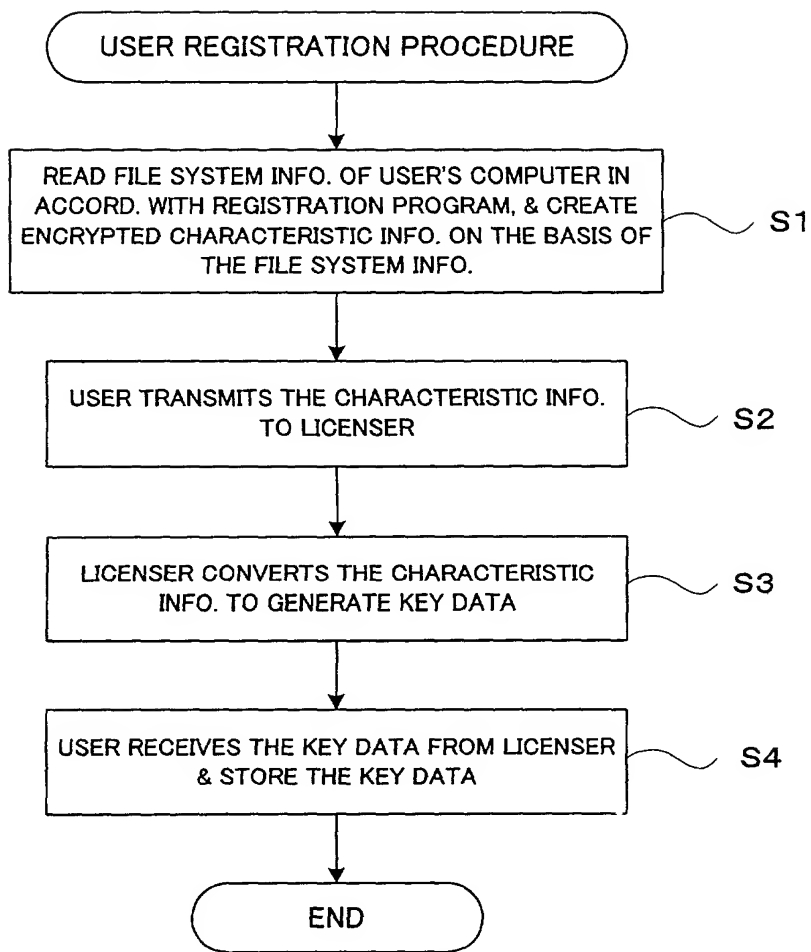 USER REGISTRATION PROCEDURE
READ FILE SYSTEM INFO. OF USER'S COMPUTER IN
ACCORD. WITH REGISTRATION PROGRAM, & CREATE
ENCRYPTED CHARACTERISTIC INFO. ON THE BASIS OF
THE FILE SYSTEM INFO.
S1
USER TRANSMITS THE CHARACTERISTIC INFO.
TO LICENSER
S2
LICENSER CONVERTS THE CHARACTERISTIC
INFO. TO GENERATE KEY DATA
S3
USER RECEIVES THE KEY DATA FROM LICENSER
& STORE THE KEY DATA
S4
END